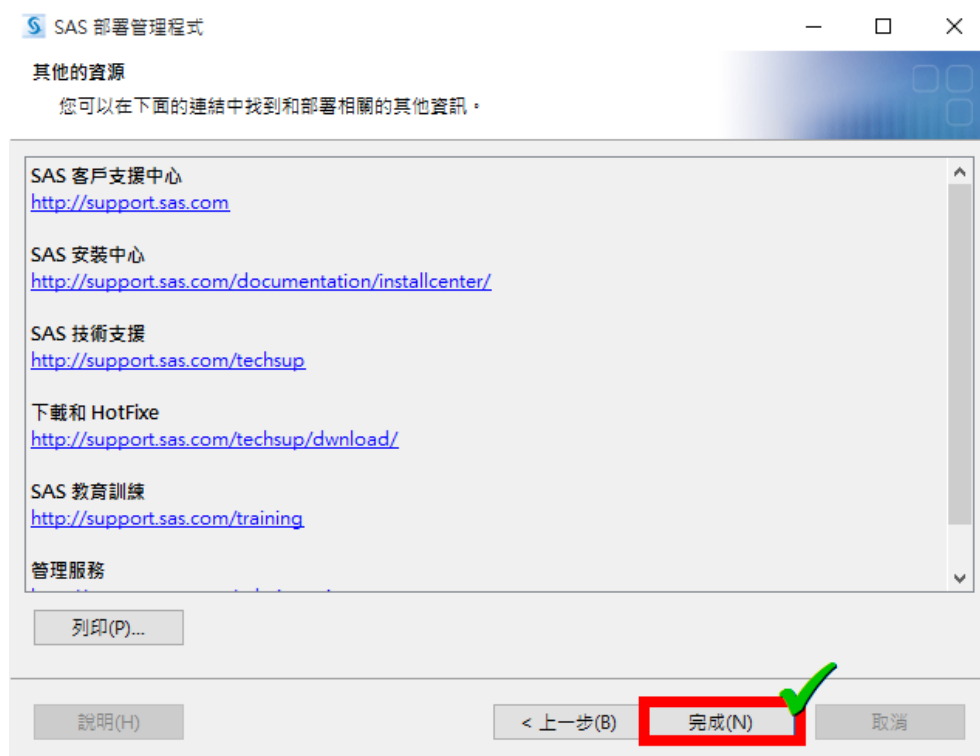 SAS 部署管理程式
其他的資源
您可以在下面的連結中找到和部署相關的其他資訊。
SAS 客戶支援中心
http://support.sas.com
SAS 安裝中心
http://support.sas.com/documentation/installcenter/
SAS 技術支援
http://support.sas.com/techsup
下載和 HotFixe
http://support.sas.com/techsup/dwnload/
SAS 教育訓練
http://support.sas.com/training
管理服務
列印(P)...
說明(H)
< 上一步(B)
完成(N)
取消